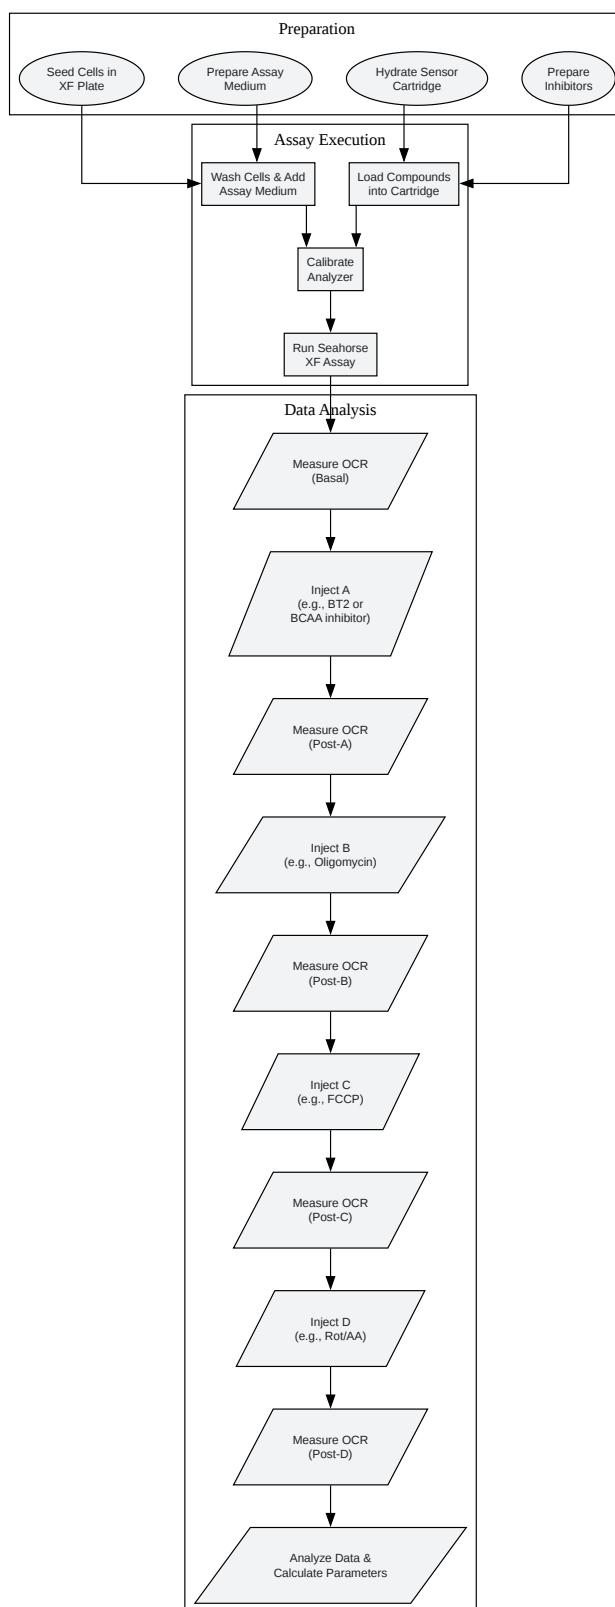 Preparation
Seed Cells in
XF Plate
Prepare Assay
Medium
Hydrate Sensor
Cartridge
Prepare
Inhibitors
Assay Execution
Wash Cells & Add
Assay Medium
Load Compounds
into Cartridge
Calibrate
Analyzer
Run Seahorse
XF Assay
Data Analysis
Measure OCR
(Basal)
Inject A
(e.g., BT2 or
BCAA inhibitor)
Measure OCR
(Post-A)
Inject B
(e.g., Oligomycin)
Measure OCR
(Post-B)
Inject C
(e.g., FCCP)
Measure OCR
(Post-C)
Inject D
(e.g., Rot/AA)
Measure OCR
(Post-D)
Analyze Data &
Calculate Parameters